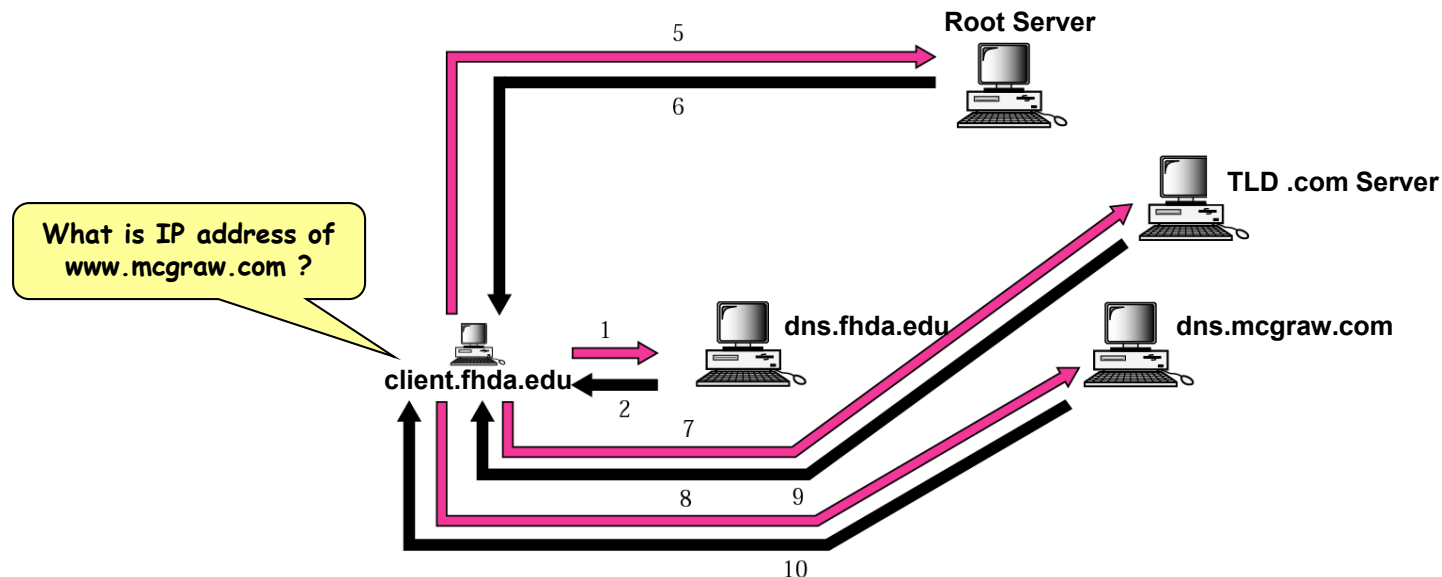 Root Server
5
6
TLD .com Server
What is IP address of
www.mcgraw.com ?
dns.fhda.edu
dns.mcgraw.com
1
client.fhda.edu
2
7
8
9
10